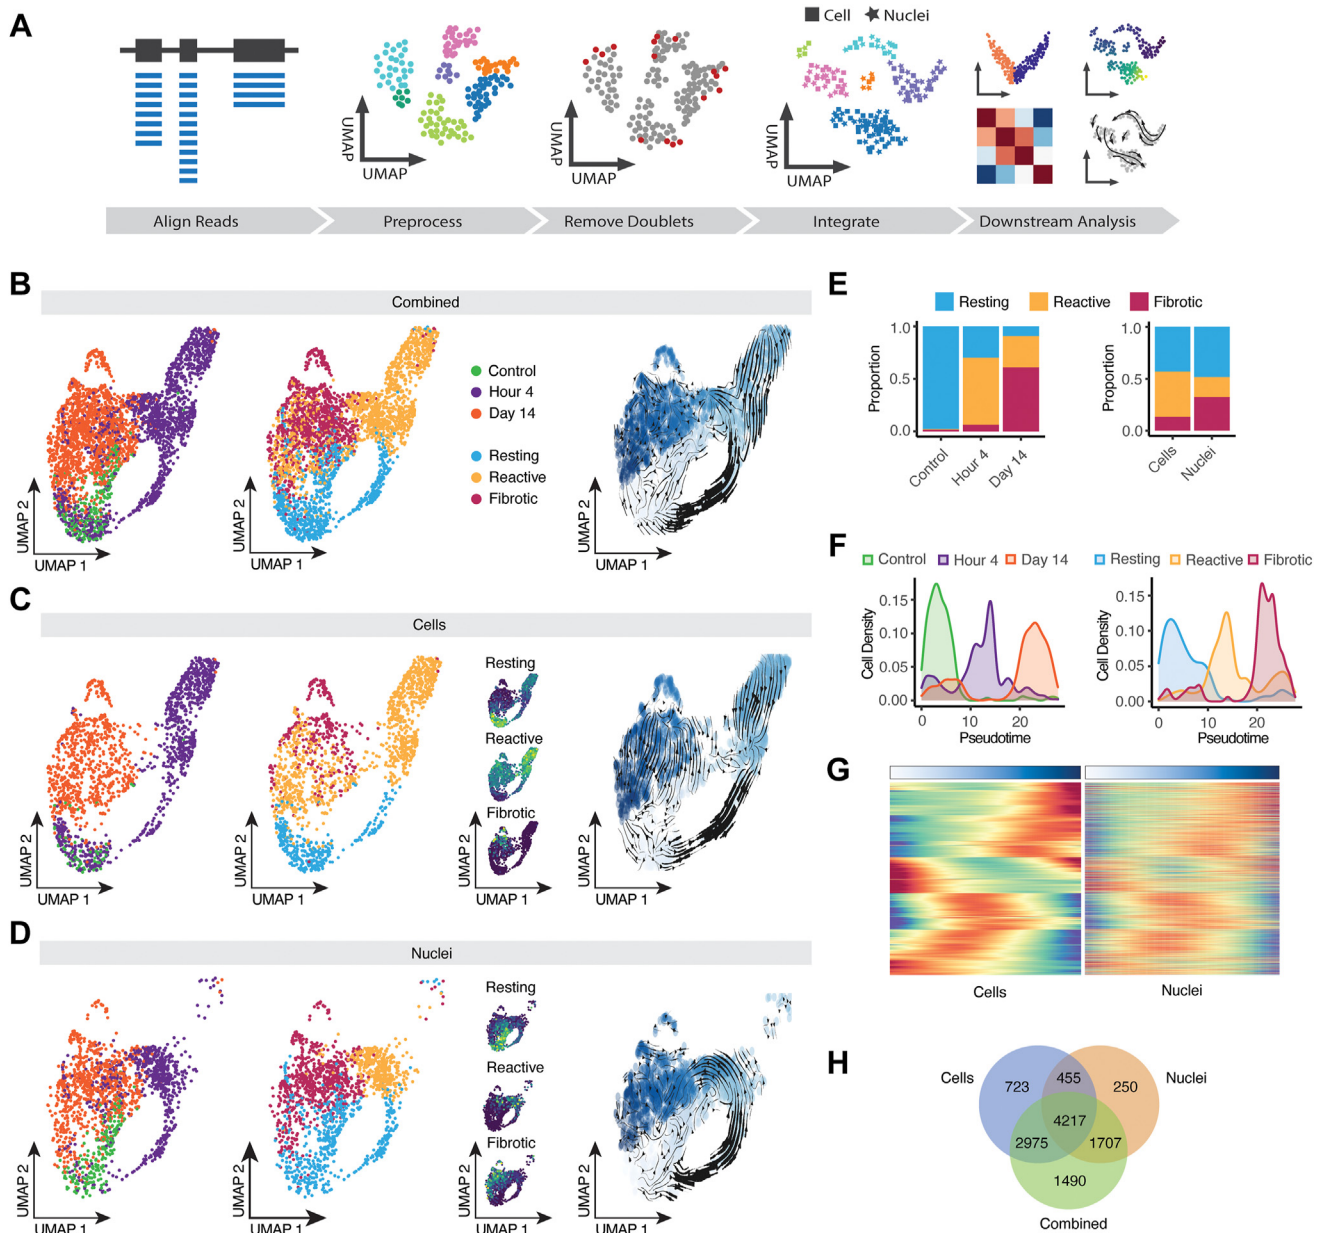 A
Cell Nuclei
UMAP
UMAP
UMAP
UMAP
UMAP
UMAP
Align Reads
Preprocess
Remove Doublets
Integrate
Downstream Analysis
B
Combined
Control
Hour 4
Day 14
Resting
Reactive
Fibrotic
UMAP 2
UMAP 1
UMAP 2
UMAP 1
UMAP 2
UMAP 1
C
Cells
Resting
Reactive
Fibrotic
UMAP 2
UMAP 1
UMAP 2
UMAP 1
UMAP 2
UMAP 1
UMAP 2
UMAP 1
D
Nuclei
Resting
Reactive
Fibrotic
UMAP 2
UMAP 1
UMAP 2
UMAP 1
UMAP 2
UMAP 1
UMAP 2
UMAP 1
E
Resting Reactive Fibrotic
Proportion
1.0
0.5
0.0
Control
Hour 4
Day 14
Proportion
1.0
0.5
0.0
Cells
Nuclei
F
Control Hour 4 Day 14
Cell Density
0.15
0.10
0.05
0.00
0 10 20
Pseudotime
Resting Reactive Fibrotic
Cell Density
0.15
0.10
0.05
0.00
0 10 20
Pseudotime
G
Cells
Nuclei
H
Cells
Nuclei
723
455
250
4217
2975
1707
1490
Combined